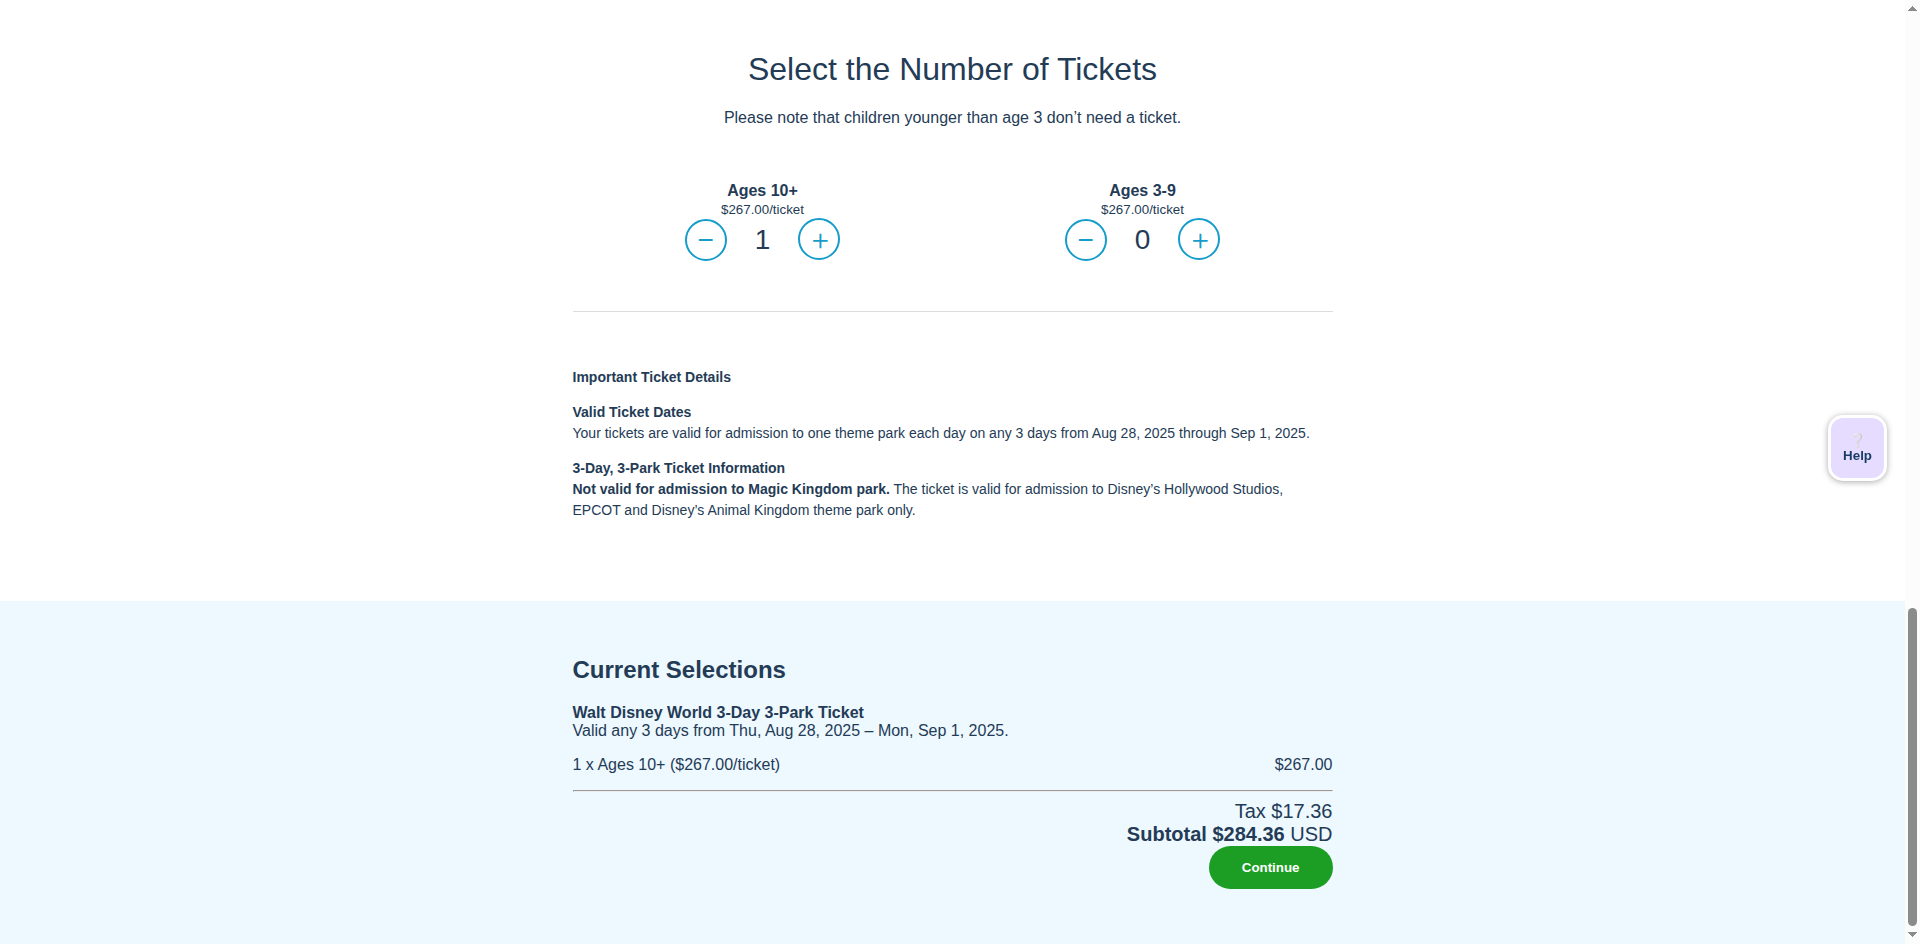 Select the Number of Tickets
Please note that children younger than age 3 don’t need a ticket.
Ages 10+
$267.00/ticket
1
Ages 3-9
$267.00/ticket
0
Important Ticket Details
Valid Ticket Dates
Your tickets are valid for admission to one theme park each day on any 3 days from Aug 28, 2025 through Sep 1, 2025.
3-Day, 3-Park Ticket Information
Not valid for admission to Magic Kingdom park. The ticket is valid for admission to Disney’s Hollywood Studios,
EPCOT and Disney’s Animal Kingdom theme park only.
Help
Current Selections
Walt Disney World 3-Day 3-Park Ticket
Valid any 3 days from Thu, Aug 28, 2025 – Mon, Sep 1, 2025.
1 x Ages 10+ ($267.00/ticket) $267.00
Tax $17.36
Subtotal $284.36 USD
Continue